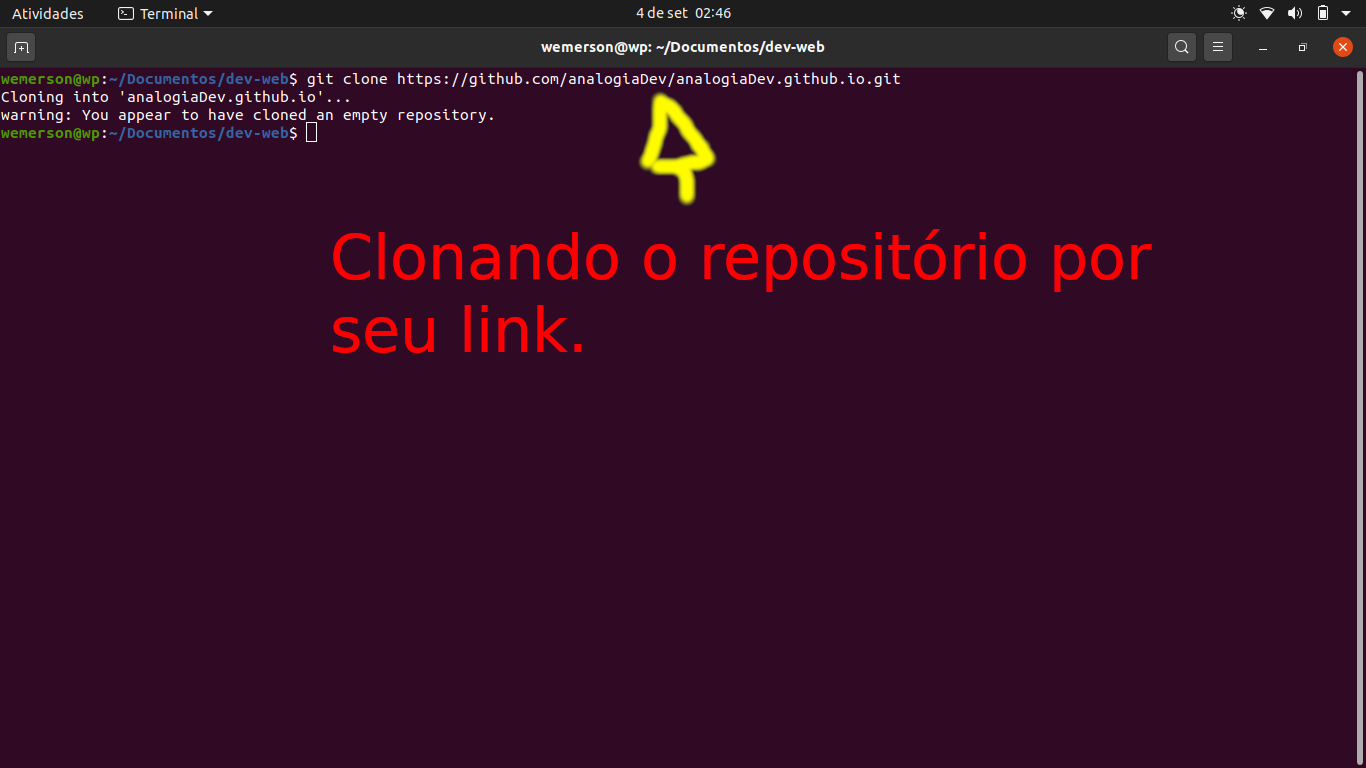 Atividades Terminal 4 de set 02:46
wemerson@wp: ~/Documentos/dev-web
wemerson@wp:~/Documentos/dev-web$ git clone https://github.com/analogiaDev/analogiaDev.github.io.git
Cloning into 'analogiaDev.github.io'...
warning: You appear to have cloned an empty repository.
wemerson@wp:~/Documentos/dev-web$
Clonando o repositório por
seu link.